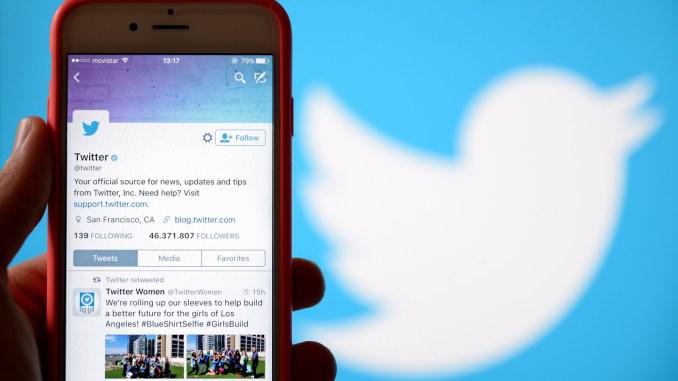 movistar 13:17 79%
Follow
Twitter
@twitter
Your official source for news, updates and tips
from Twitter, Inc. Need help? Visit
support.twitter.com.
San Francisco, CA blog.twitter.com
139 FOLLOWING 46.371.807 FOLLOWERS
Tweets Media Favorites
Twitter retweeted
Twitter Women @TwitterWomen 15h
We're rolling up our sleeves to help build
a better future for the girls of Los
Angeles! #BlueShirtSelfie #GirlsBuild